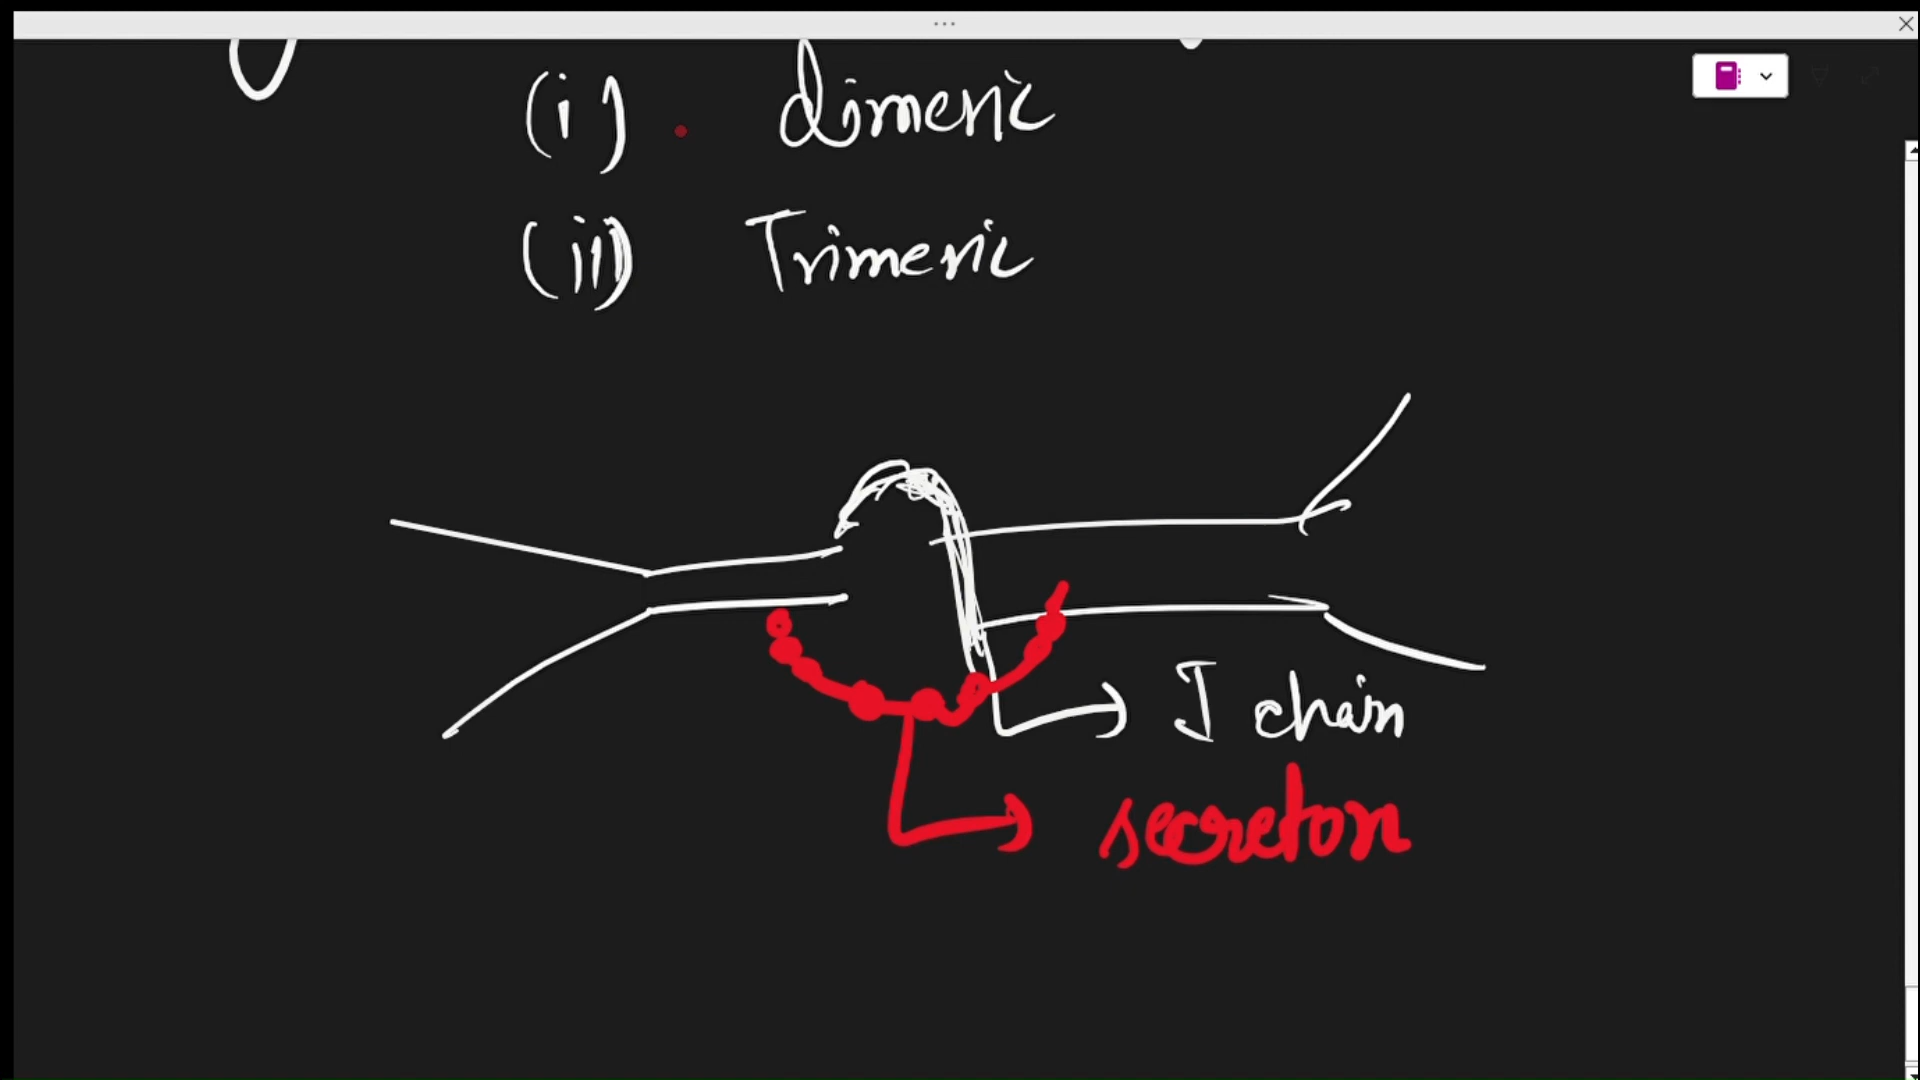 (i) dimeric
(ii) Trimeric
J chain
secreton